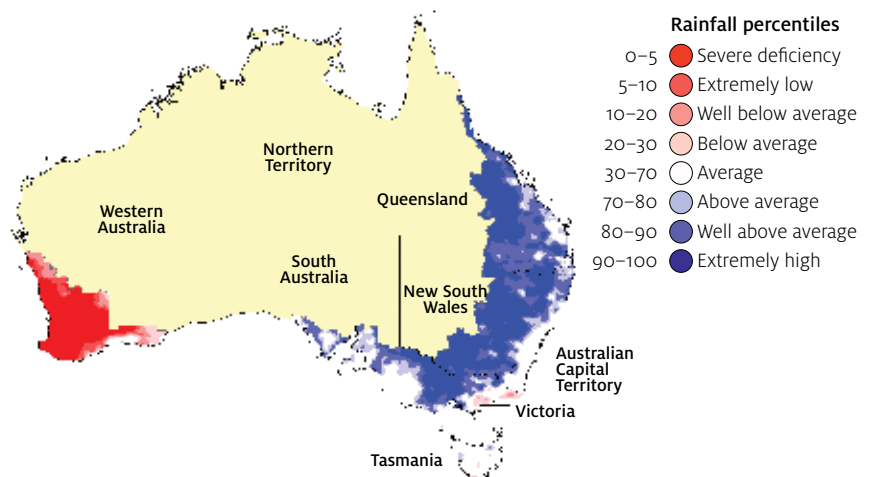 Rainfall percentiles
0–5 Severe deficiency
5–10 Extremely low
10–20 Well below average
20–30 Below average
30–70 Average
70–80 Above average
80–90 Well above average
90–100 Extremely high
Northern
Territory
Queensland
Western
Australia
South
Australia
New South
Wales
Australian
Capital
Territory
Victoria
Tasmania